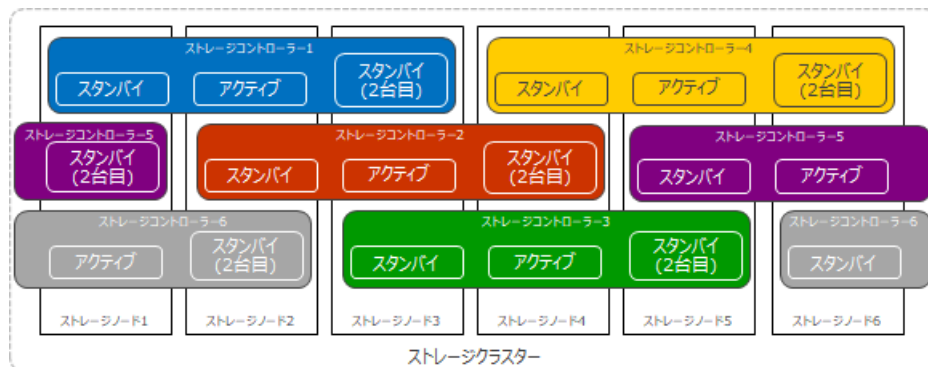 ストレージコントローラー1
スタンバイ
アクティブ
スタンバイ
(2台目)
ストレージコントローラー4
スタンバイ
アクティブ
スタンバイ
(2台目)
ストレージコントローラー5
スタンバイ
(2台目)
ストレージコントローラー2
スタンバイ
アクティブ
スタンバイ
(2台目)
ストレージコントローラー5
スタンバイ
アクティブ
ストレージコントローラー6
アクティブ
スタンバイ
(2台目)
ストレージコントローラー3
スタンバイ
アクティブ
スタンバイ
(2台目)
ストレージコントローラー6
スタンバイ
ストレージノード1
ストレージノード2
ストレージノード3
ストレージノード4
ストレージノード5
ストレージノード6
ストレージクラスター